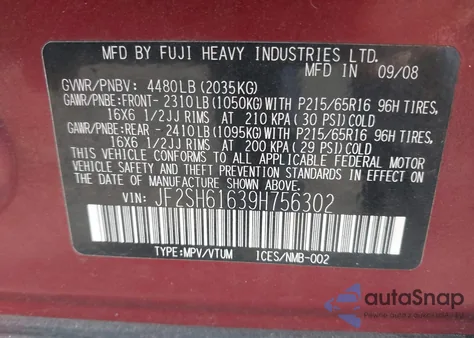 MFD BY FUJI HEAVY INDUSTRIES LTD.
IN 09/08
GVWR/PNBV: 4480LB (2035KG)
GAWR/PNBE: FRONT- 2310LB (1050KG) WITH P215/65R16 96H TIRES,
16X6 1/2JJ RIMS AT 210 KPA (30 PSI) COLD
GAWR/PNBE: REAR - 2410LB (1095KG) WITH P215/65R16 96H TIRES,
16X6 1/2JJ RIMS AT 200 KPA (29 PSI) COLD
THIS VEHICLE CONFORMS TO ALL APPLICABLE FEDERAL MOTOR
VEHICLE SAFETY AND BUMPER STANDARDS IN EFFECT ON
THE DATE OF MANUFACTURE SHOWN ABOVE.
VIN: JF2SH61639H756302
TYPE:MPV/VTUM ICES/NMB-002
autoSnap